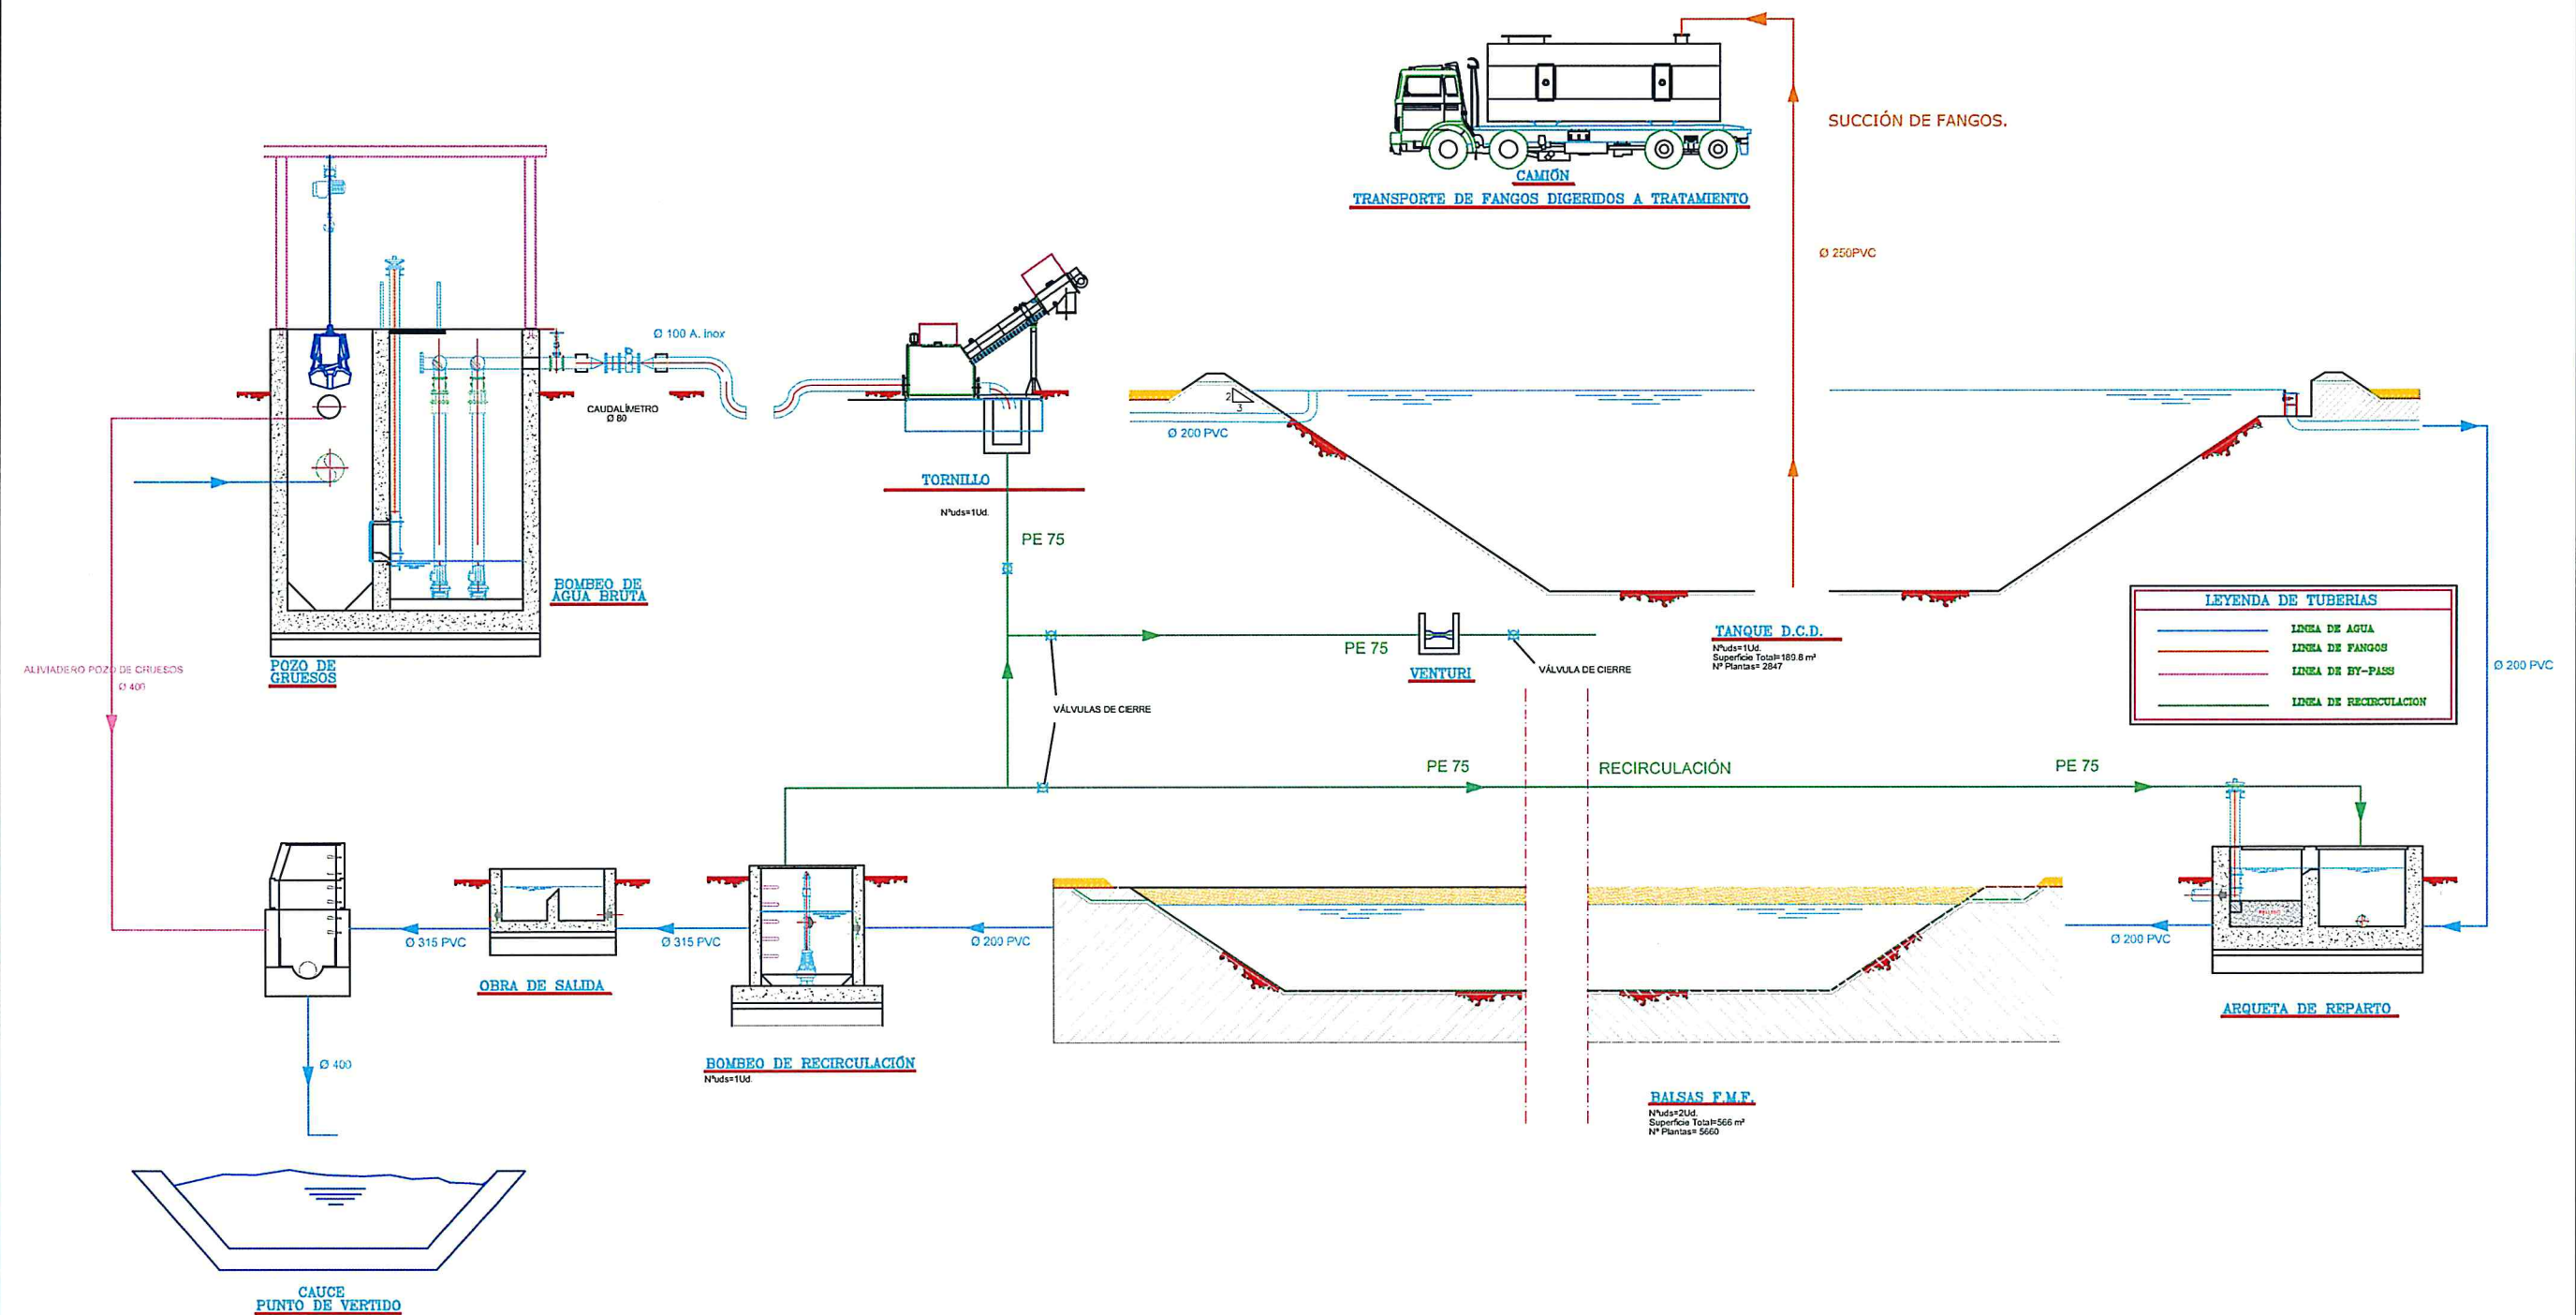 SUCCIÓN DE FANGOS.
CAMIÓN
TRANSPORTE DE FANGOS DIGERIDOS A TRATAMIENTO
Ø 250PVC
Ø 100 A. inox
CAUDALÍMETRO
Ø 80
2
3
Ø 200 PVC
TORNILLO
NºUds=1Ud.
PE 75
BOMBEO DE
AGUA BRUTA
POZO DE
GRUESOS
ALIVIADERO POZO DE GRUESOS
Ø 400
PE 75
VENTURI
VÁLVULA DE CIERRE
VÁLVULAS DE CIERRE
TANQUE D.C.D.
Nºuds=1Ud.
Superficie Total=189.8 m²
Nº Plantas= 2847
LEYENDA DE TUBERIAS
LINEA DE AGUA
LINEA DE FANGOS
LINEA DE BY-PASS
LINEA DE RECIRCULACION
Ø 200 PVC
PE 75
RECIRCULACIÓN
PE 75
Ø 315 PVC
Ø 315 PVC
Ø 200 PVC
Ø 200 PVC
OBRA DE SALIDA
ARQUETA DE REPARTO
BOMBEO DE RECIRCULACIÓN
Nºuds=1Ud.
Ø 400
BALSAS F.M.F.
Nºuds=2Ud.
Superficie Total=566 m²
Nº Plantas= 5660
CAUCE
PUNTO DE VERTIDO